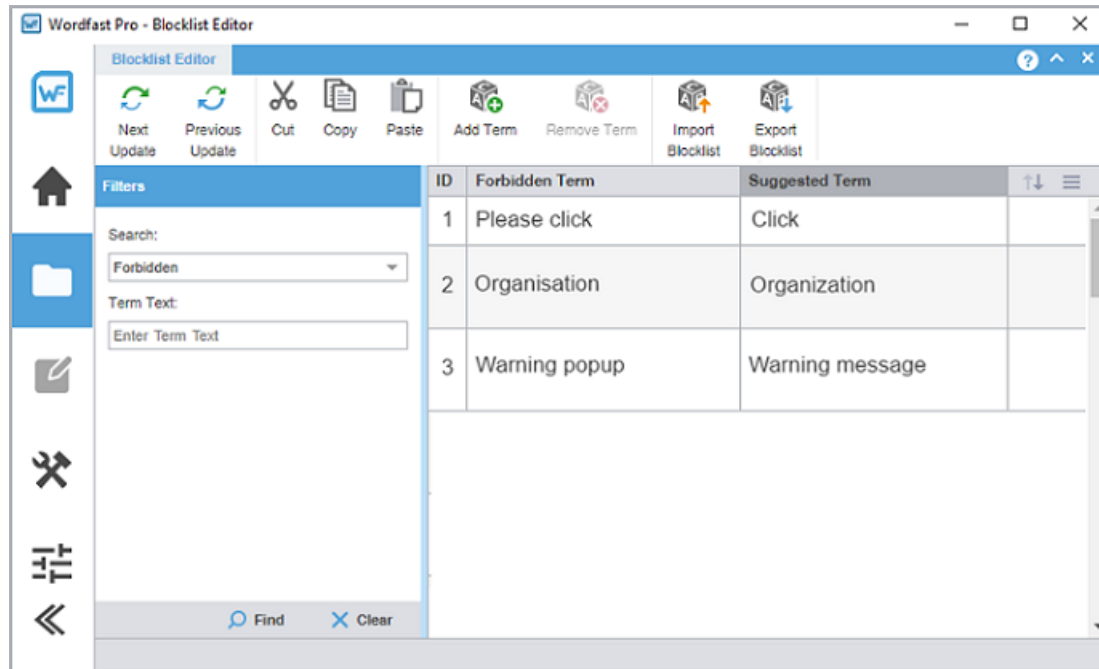 Wordfast Pro - Blocklist Editor
Blocklist Editor
Next Update
Previous Update
Cut
Copy
Paste
Add Term
Remove Term
Import Blocklist
Export Blocklist
Filters
Search:
Forbidden
Term Text:
Enter Term Text
Find
Clear
ID Forbidden Term Suggested Term
1 Please click Click
2 Organisation Organization
3 Warning popup Warning message